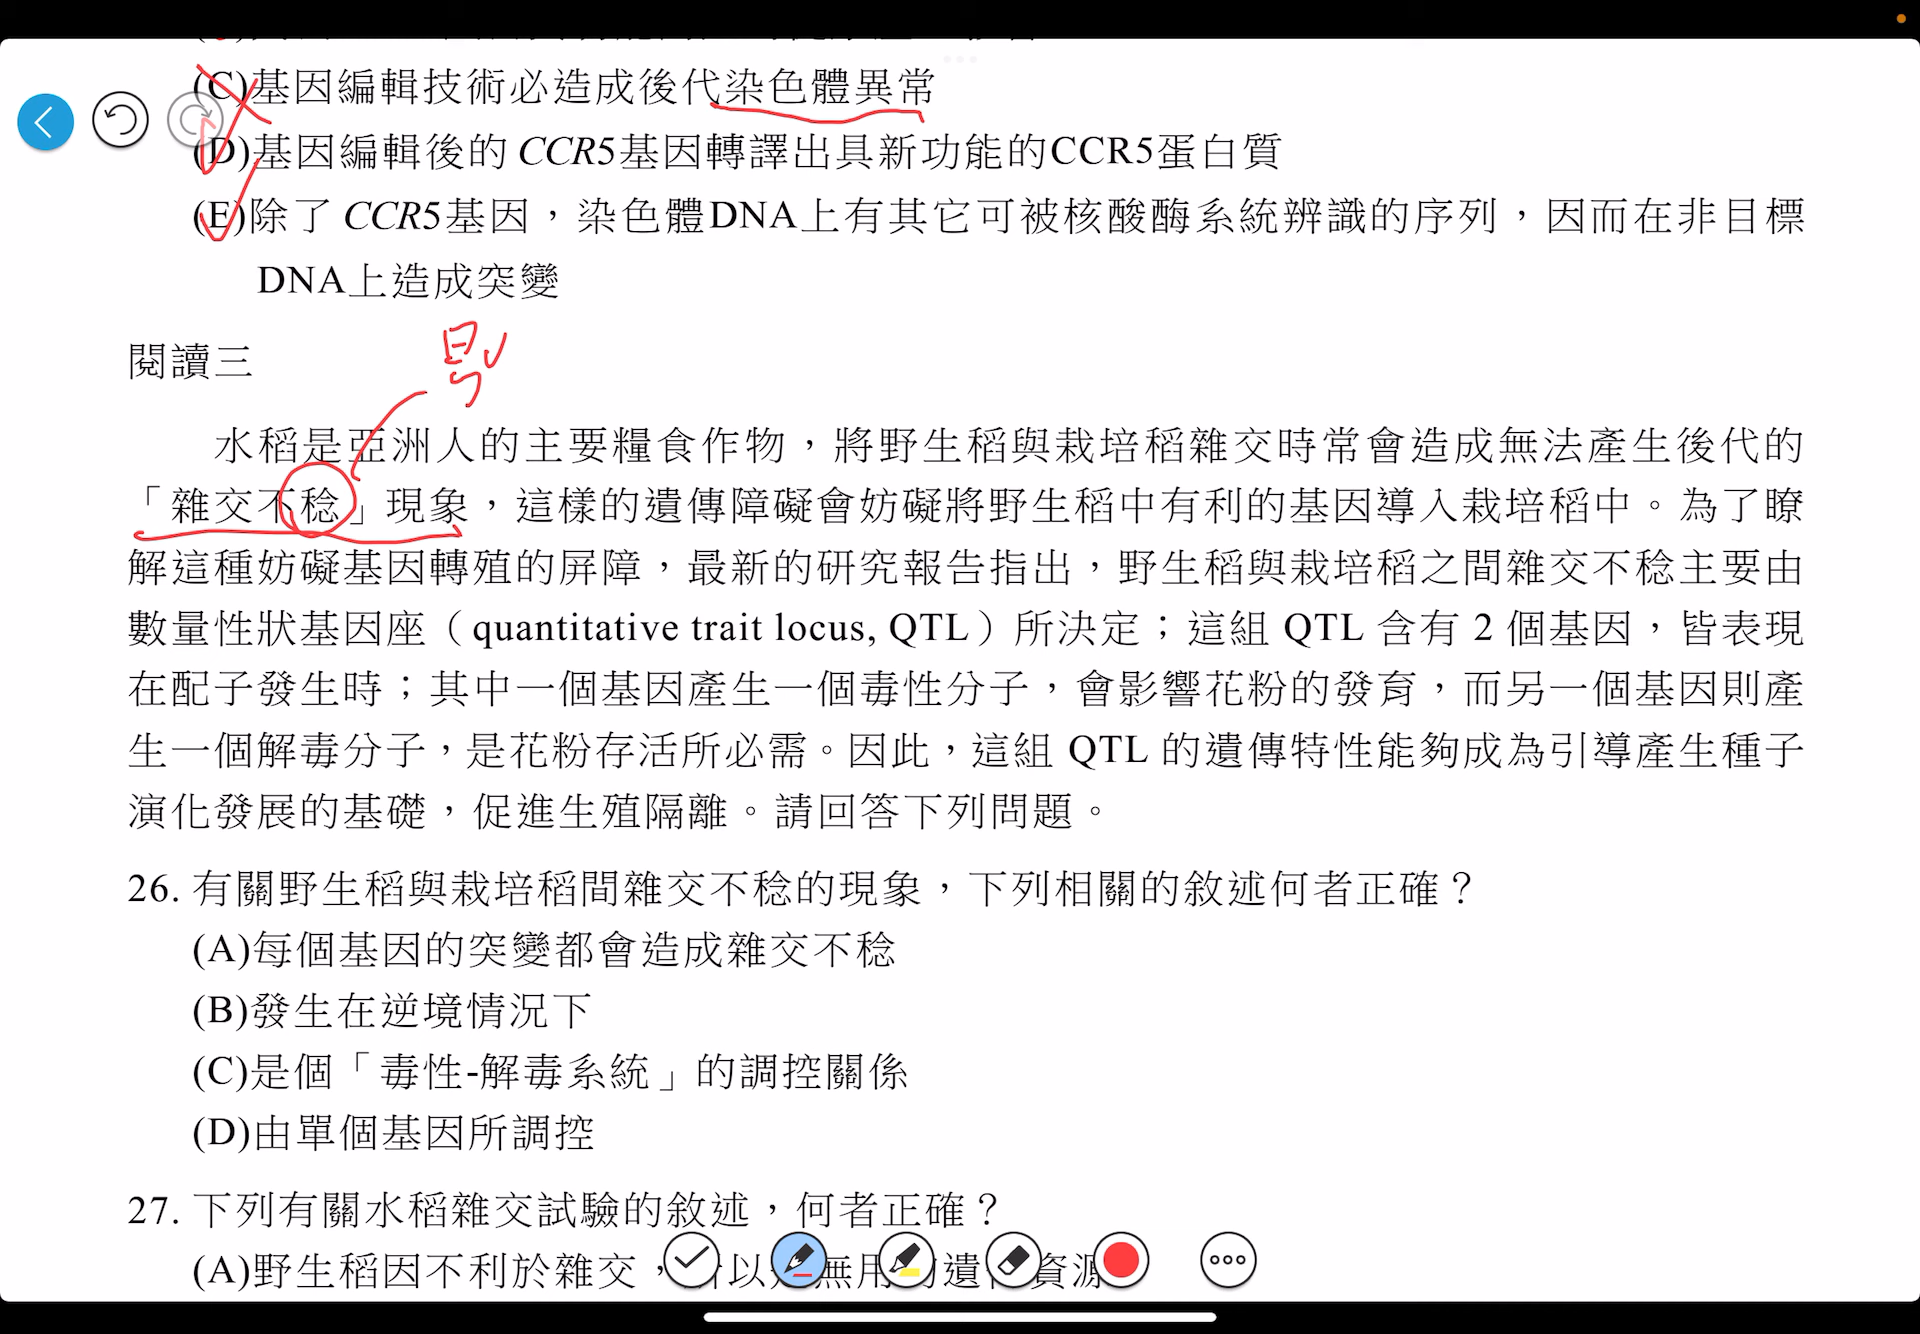 (C)基因編輯技術必造成後代染色體異常
(D)基因編輯後的 CCR5基因轉譯出具新功能的CCR5蛋白質
(E)除了 CCR5基因，染色體DNA上有其它可被核酸酶系統辨識的序列，因而在非目標
DNA上造成突變
閱讀三
水稻是亞洲人的主要糧食作物，將野生稻與栽培稻雜交時常會造成無法產生後代的
「雜交不稔」現象，這樣的遺傳障礙會妨礙將野生稻中有利的基因導入栽培稻中。為了瞭
解這種妨礙基因轉殖的屏障，最新的研究報告指出，野生稻與栽培稻之間雜交不稔主要由
數量性狀基因座（quantitative trait locus, QTL）所決定；這組 QTL 含有 2 個基因，皆表現
在配子發生時；其中一個基因產生一個毒性分子，會影響花粉的發育，而另一個基因則產
生一個解毒分子，是花粉存活所必需。因此，這組 QTL 的遺傳特性能夠成為引導產生種子
演化發展的基礎，促進生殖隔離。請回答下列問題。
26. 有關野生稻與栽培稻間雜交不稔的現象，下列相關的敘述何者正確？
(A)每個基因的突變都會造成雜交不稔
(B)發生在逆境情況下
(C)是個「毒性-解毒系統」的調控關係
(D)由單個基因所調控
27. 下列有關水稻雜交試驗的敘述，何者正確？
(A)野生稻因不利於雜交，以無用遺資源